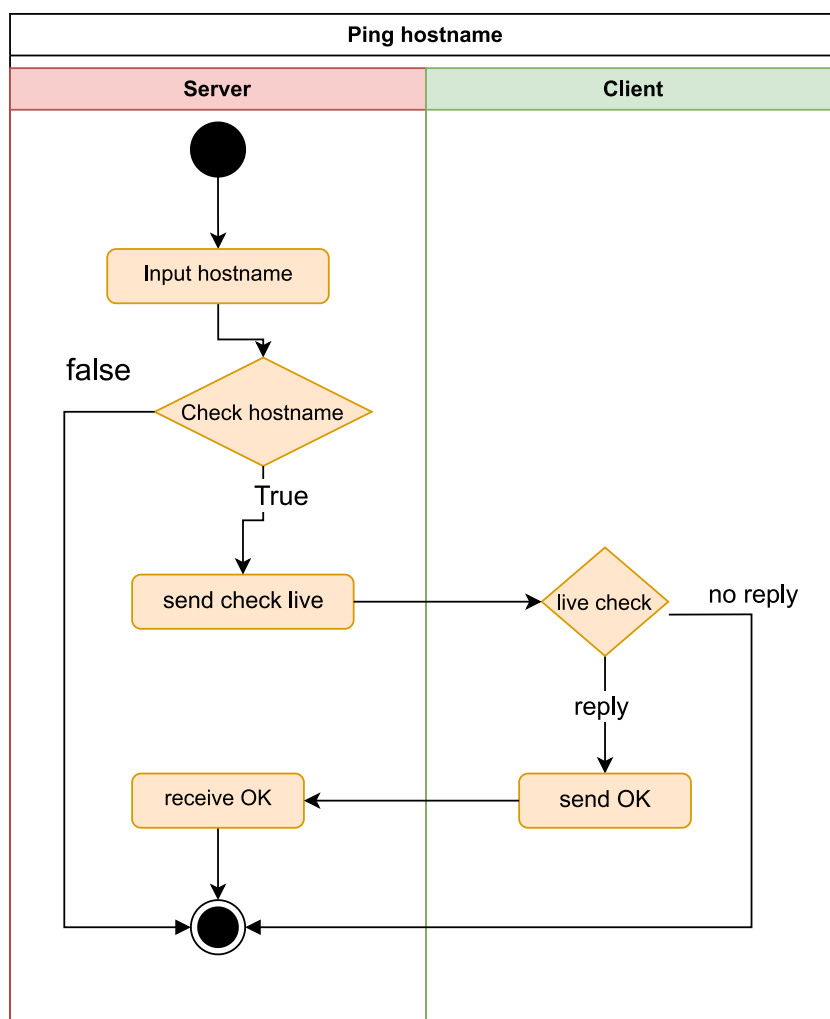 Ping hostname
Server
Client
Input hostname
false
Check hostname
True
send check live
live check
no reply
reply
receive OK
send OK